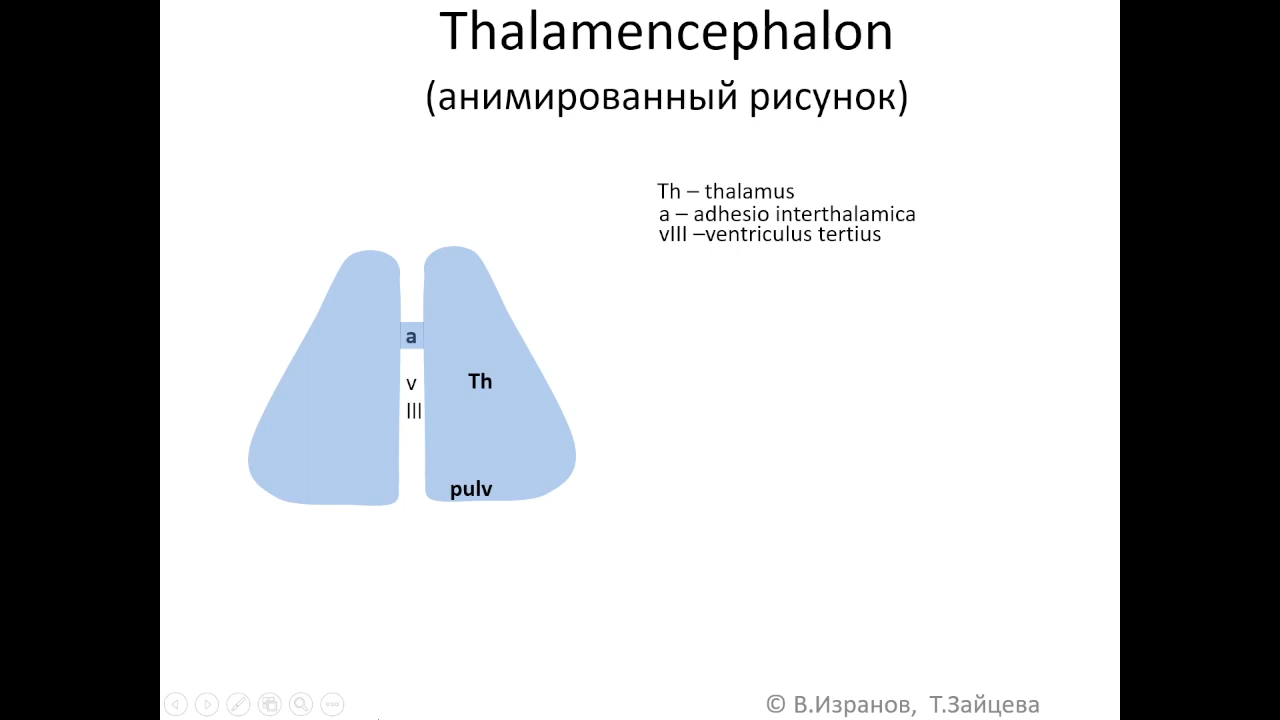 Thalamencephalon
(анимированный рисунок)
Th – thalamus
a – adhesio interthalamica
vIII –ventriculus tertius
a
v
III
Th
pulv
© В.Изранов, Т.Зайцева